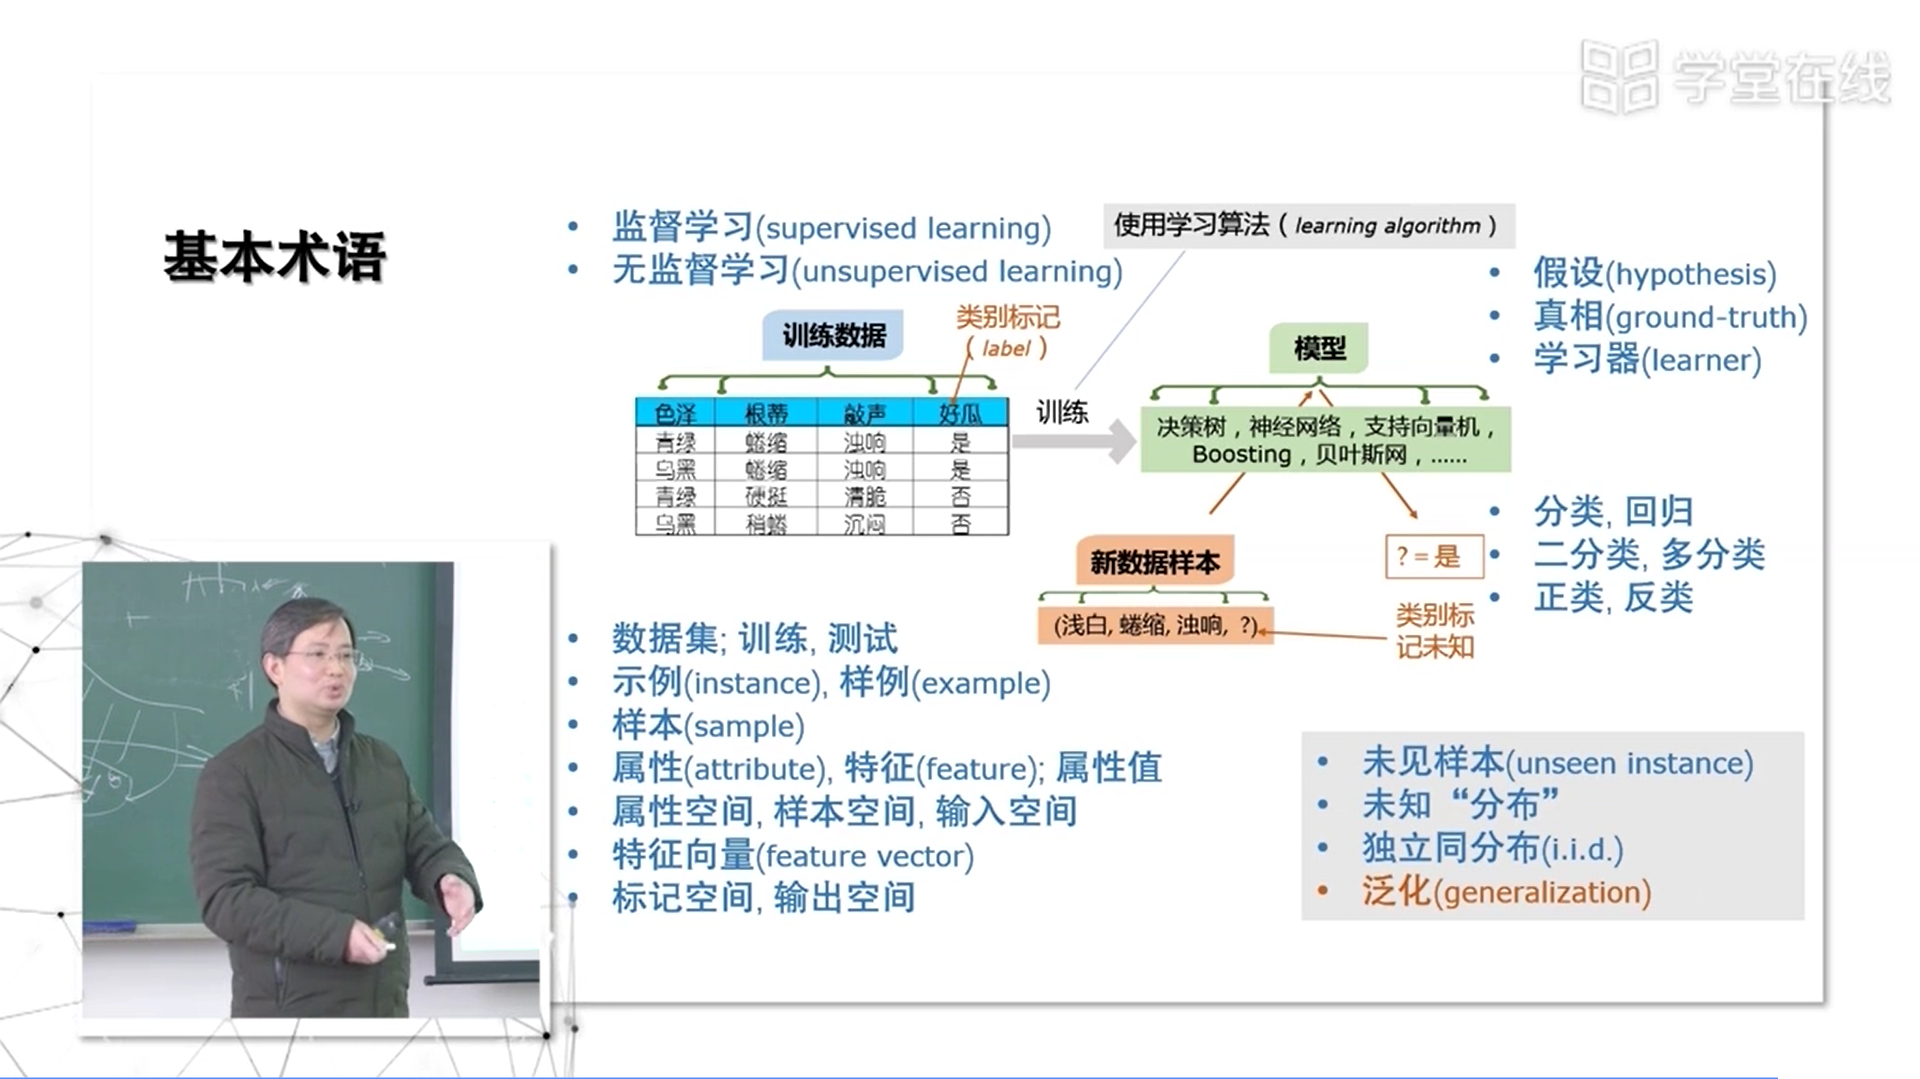 学堂在线
基本术语
监督学习(supervised learning)
无监督学习(unsupervised learning)
使用学习算法（learning algorithm）
假设(hypothesis)
真相(ground-truth)
学习器(learner)
训练数据
类别标记
（label）
模型
色泽 根蒂 敲声 好瓜
青绿 蜷缩 浊响 是
乌黑 蜷缩 浊响 是
青绿 硬挺 清脆 否
乌黑 稍蜷 沉闷 否
训练
决策树，神经网络，支持向量机，
Boosting，贝叶斯网，......
分类, 回归
二分类, 多分类
正类, 反类
新数据样本
(浅白, 蜷缩, 浊响, ?)
? = 是
类别标
记未知
数据集; 训练, 测试
示例(instance), 样例(example)
样本(sample)
属性(attribute), 特征(feature); 属性值
属性空间, 样本空间, 输入空间
特征向量(feature vector)
标记空间, 输出空间
未见样本(unseen instance)
未知“分布”
独立同分布(i.i.d.)
泛化(generalization)